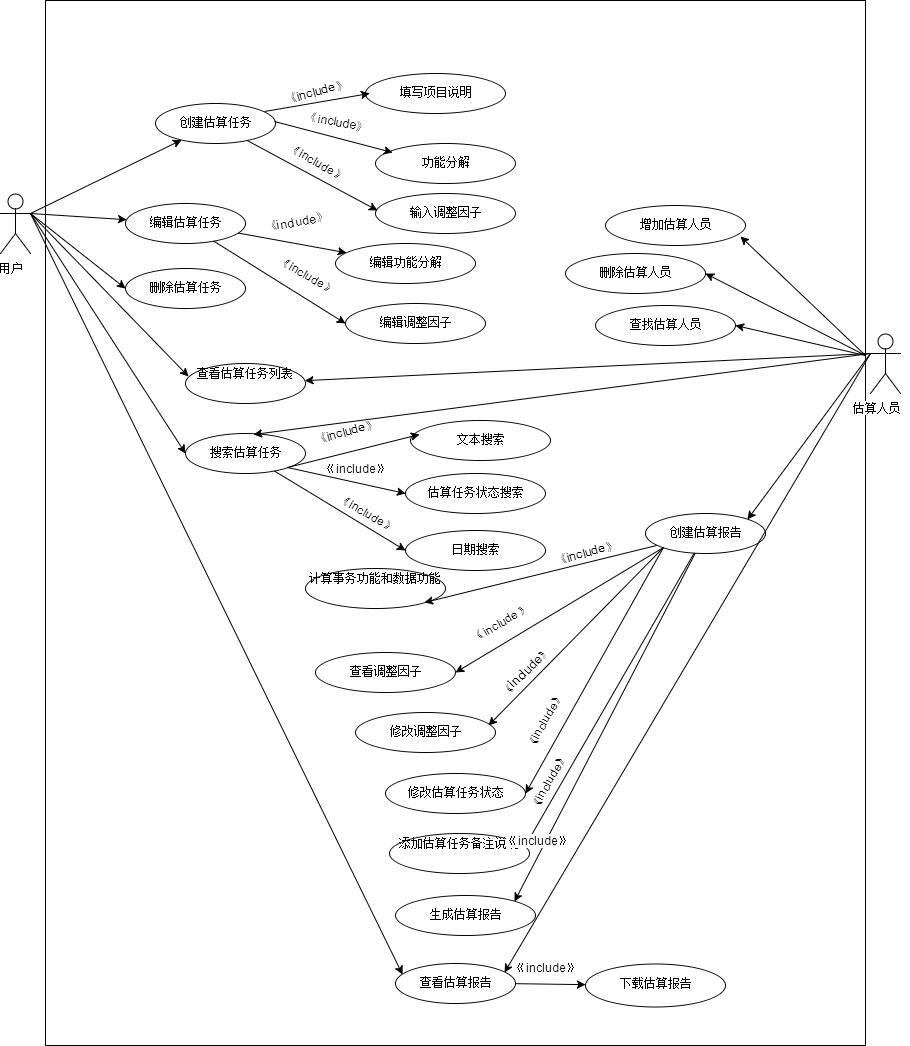 《include》
填写项目说明
创建估算任务
《include》
功能分解
《include》
输入调整因子
编辑估算任务
《include》
增加估算人员
用户
编辑功能分解
删除估算人员
《include》
删除估算任务
编辑调整因子
查找估算人员
查看估算任务列表
估算人员
《include》
文本搜索
搜索估算任务
《include》
估算任务状态搜索
《include》
日期搜索
创建估算报告
《include》
计算事务功能和数据功能
《include》
查看调整因子
《include》
修改调整因子
《include》
修改估算任务状态
《include》
添加估算任务备注说
《include》
生成估算报告
查看估算报告
《include》
下载估算报告